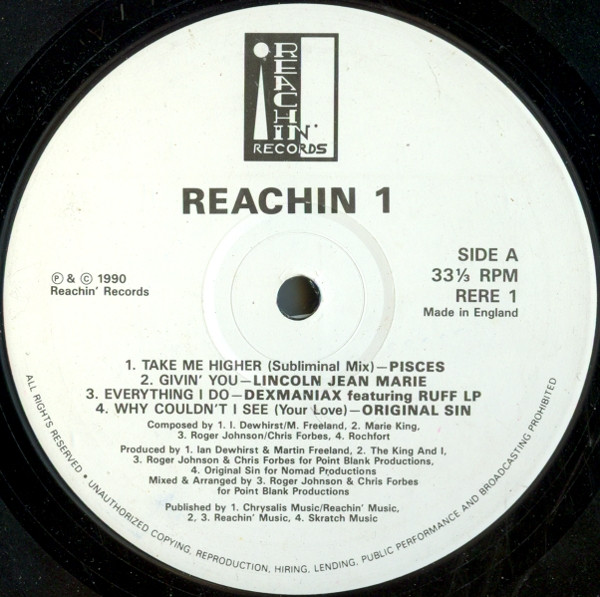 REACHIN'
RECORDS
REACHIN 1
SIDE A
33⅓ RPM
RERE 1
Made in England
Ⓟ & © 1990
Reachin' Records
1. TAKE ME HIGHER (Subliminal Mix)—PISCES
2. GIVIN' YOU—LINCOLN JEAN MARIE
3. EVERYTHING I DO—DEXMANIAX featuring RUFF LP
4. WHY COULDN'T I SEE (Your Love)—ORIGINAL SIN
Composed by 1. I. Dewhirst/M. Freeland, 2. Marie King,
3. Roger Johnson/Chris Forbes, 4. Rochfort
Produced by 1. Ian Dewhirst & Martin Freeland, 2. The King And I,
3. Roger Johnson & Chris Forbes for Point Blank Productions,
4. Original Sin for Nomad Productions
Mixed & Arranged by 3. Roger Johnson & Chris Forbes
for Point Blank Productions
Published by 1. Chrysalis Music/Reachin' Music,
2, 3. Reachin' Music, 4. Skratch Music
ALL RIGHTS RESERVED • UNAUTHORIZED COPYING, REPRODUCTION, HIRING, LENDING, PUBLIC PERFORMANCE AND BROADCASTING PROHIBITED